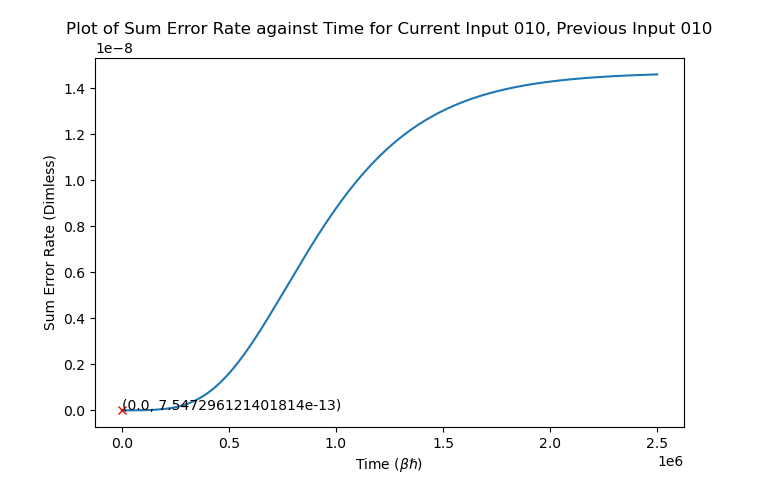 Plot of Sum Error Rate against Time for Current Input 010, Previous Input 010
1e−8
1.4
1.2
1.0
0.8
0.6
0.4
0.2
0.0
Sum Error Rate (Dimless)
(0.0, 7.547296121401814e-13)
0.0
0.5
1.0
1.5
2.0
2.5
1e6
Time (βℏ)